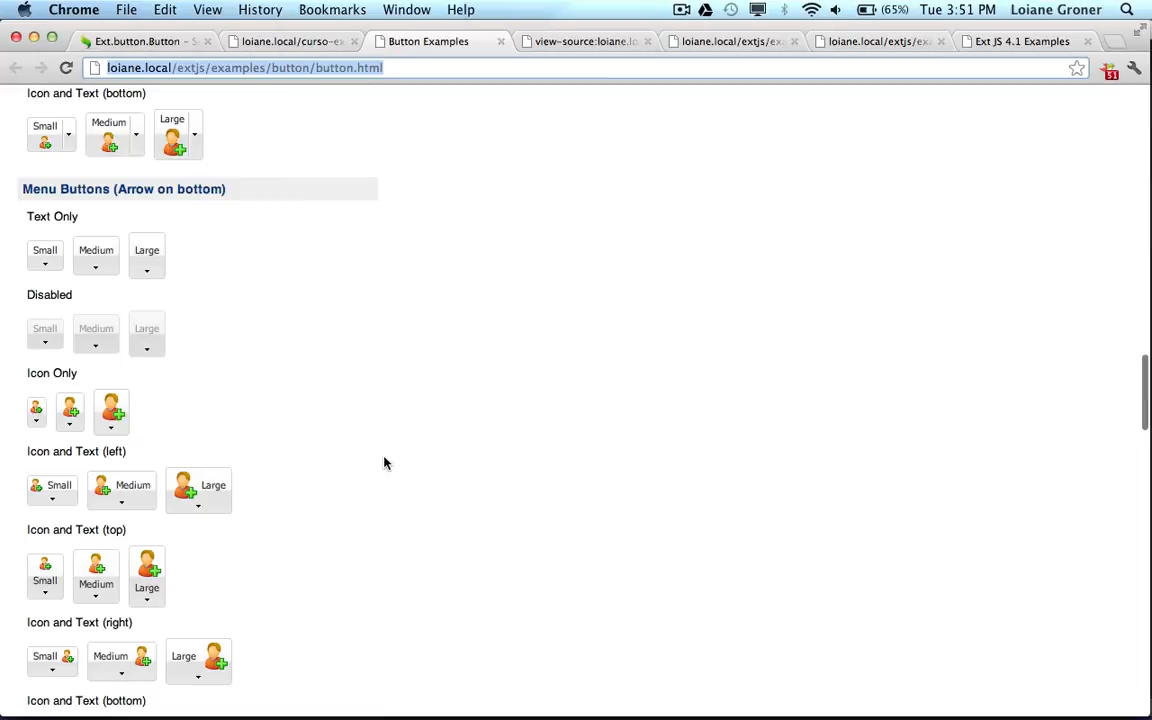 Chrome File Edit View History Bookmarks Window Help (65%) Tue 3:51 PM Loiane Groner
Ext.button.Button - S loiane.local/curso-ex Button Examples view-source:loiane.lo loiane.local/extjs/exa loiane.local/extjs/exa Ext JS 4.1 Examples
loiane.local/extjs/examples/button/button.html 51
Icon and Text (bottom)
Small Medium Large
Menu Buttons (Arrow on bottom)
Text Only
Small Medium Large
Disabled
Small Medium Large
Icon Only
Icon and Text (left)
Small Medium Large
Icon and Text (top)
Small Medium Large
Icon and Text (right)
Small Medium Large
Icon and Text (bottom)